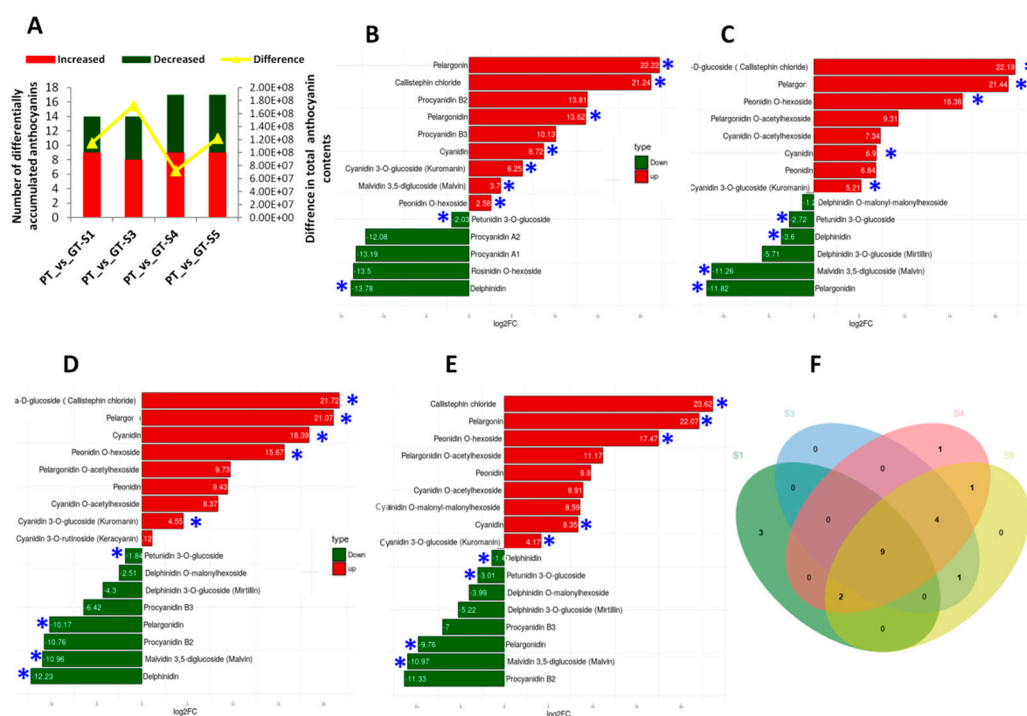 A
Increased
Decreased
Difference
Number of differentially
accumulated anthocyanins
18
16
14
12
10
8
6
4
2
0
2.00E+08
1.80E+08
1.60E+08
1.40E+08
1.20E+08
1.00E+08
8.00E+07
6.00E+07
4.00E+07
2.00E+07
0.00E+00
Difference in total anthocyanin
contents
PT_vs_GT-S1
PT_vs_GT-S3
PT_vs_GT-S4
PT_vs_GT-S5
B
Pelargonin 22.22 *
Callistephin chloride 21.24 *
Procyanidin B2 13.81
Pelargonidin 13.62 *
Procyanidin B3 10.13
Cyanidin 8.72 *
Cyanidin 3-O-glucoside (Kuromanin) 6.25 *
Malvidin 3,5-diglucoside (Malvin) 3.7 *
Peonidin O-hexoside 2.58 *
* -2.03 Petunidin 3-O-glucoside
-12.08 Procyanidin A2
-13.19 Procyanidin A1
-13.5 Rosinidin O-hexoside
* -13.78 Delphinidin
type
Down
up
log2FC
C
a-D-glucoside ( Callistephin chloride) 22.19 *
Pelargon 21.44 *
Peonidin O-hexoside 16.38 *
Pelargonidin O-acetylhexoside 9.31
Cyanidin O-acetylhexoside 7.34
Cyanidin 6.9 *
Peonidin 6.84
Cyanidin 3-O-glucoside (Kuromanin) 5.21 *
Delphinidin O-malonyl-malonylhexoside
* -2.72 Petunidin 3-O-glucoside
* -3.6 Delphinidin
-5.71 Delphinidin 3-O-glucoside (Mirtillin)
* -11.26 Malvidin 3,5-diglucoside (Malvin)
* -11.82 Pelargonidin
log2FC
D
a-D-glucoside ( Callistephin chloride) 21.72 *
Pelargon 21.07 *
Cyanidin 18.39 *
Peonidin O-hexoside 15.67 *
Pelargonidin O-acetylhexoside 9.73
Peonidin 9.43
Cyanidin O-acetylhexoside 8.37
Cyanidin 3-O-glucoside (Kuromanin) 4.55 *
Cyanidin 3-O-rutinoside (Keracyanin) .12
* -1.84 Petunidin 3-O-glucoside
-2.51 Delphinidin O-malonylhexoside
-4.3 Delphinidin 3-O-glucoside (Mirtillin)
-6.42 Procyanidin B3
* -10.17 Pelargonidin
-10.76 Procyanidin B2
* -10.96 Malvidin 3,5-diglucoside (Malvin)
* -12.23 Delphinidin
type
Down
up
log2FC
E
Callistephin chloride 23.62 *
Pelargonin 22.07 *
Peonidin O-hexoside 17.47 *
Pelargonidin O-acetylhexoside 11.17
Peonidin 9.8
Cyanidin O-acetylhexoside 8.91
Cyanidin O-malonyl-malonylhexoside 8.59
Cyanidin 8.35 *
Cyanidin 3-O-glucoside (Kuromanin) 4.17 *
* Delphinidin
* -3.01 Petunidin 3-O-glucoside
-3.99 Delphinidin O-malonylhexoside
-5.22 Delphinidin 3-O-glucoside (Mirtillin)
-7 Procyanidin B3
* -9.76 Pelargonidin
* -10.97 Malvidin 3,5-diglucoside (Malvin)
-11.33 Procyanidin B2
log2FC
F
S3
S4
S1
S5
0
1
0
0
1
3
0
4
0
9
0
1
2
0
0